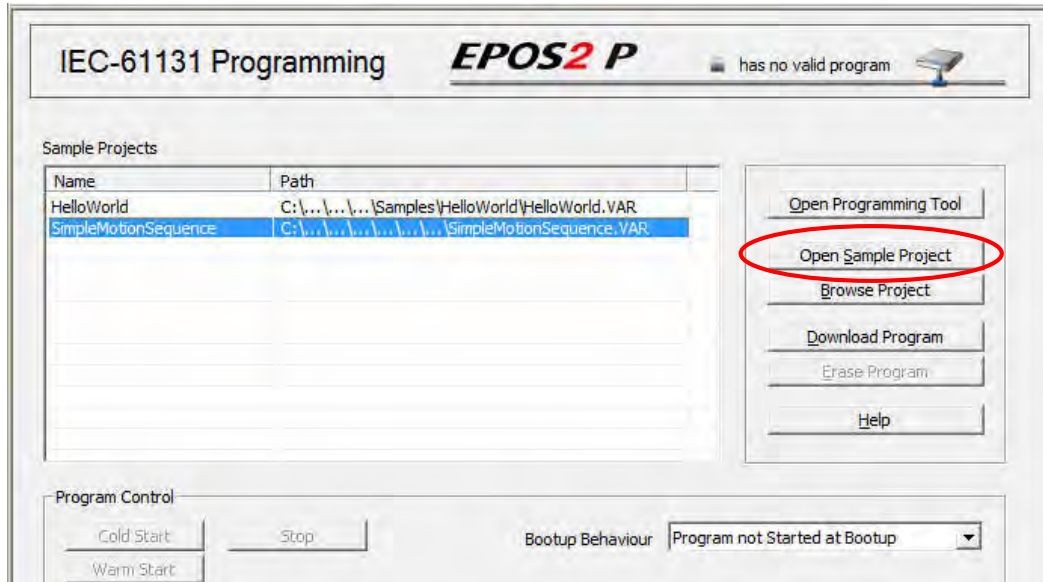 IEC-61131 Programming
EPOS2 P
has no valid program
Sample Projects
Name Path
HelloWorld C:\...\...\...\Samples\HelloWorld\HelloWorld.VAR
SimpleMotionSequence C:\...\...\...\...\...\SimpleMotionSequence.VAR
Open Programming Tool
Open Sample Project
Browse Project
Download Program
Erase Program
Help
Program Control
Cold Start Stop Bootup Behaviour Program not Started at Bootup
Warm Start